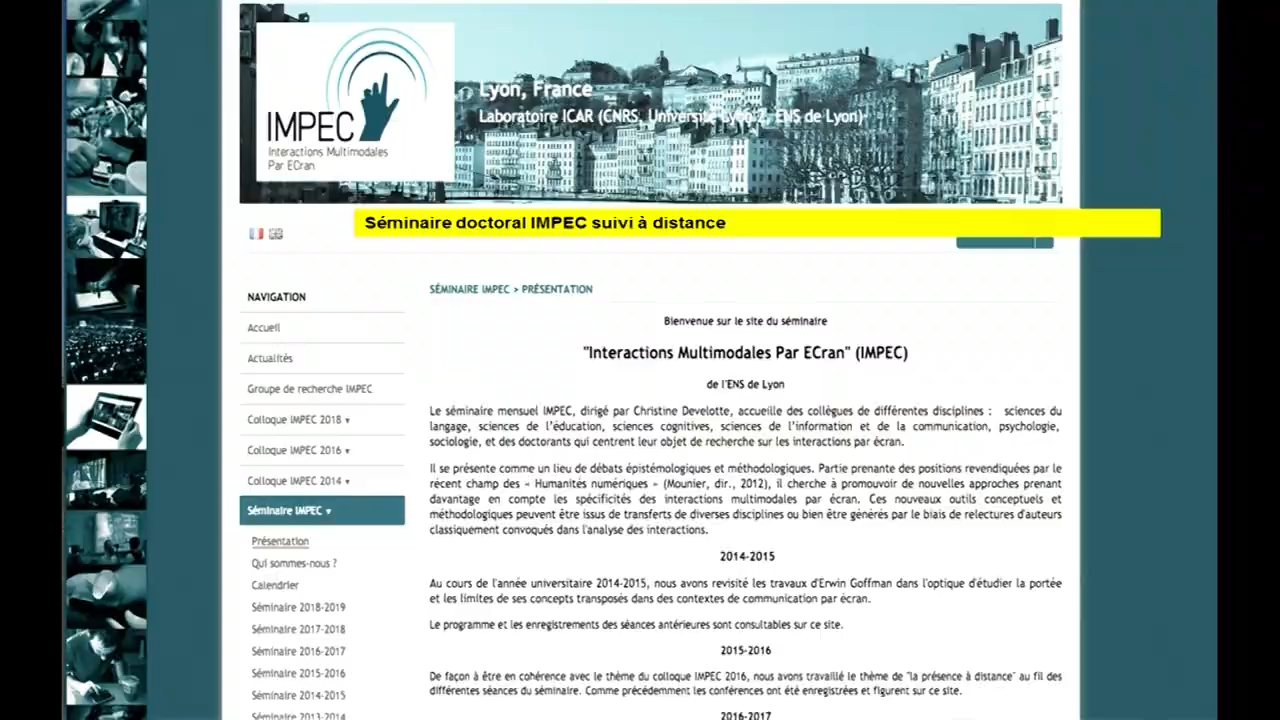 IMPEC
Interactions Multimodales
Par ECran
Lyon, France
Laboratoire ICAR (CNRS, Université Lyon 2, ENS de Lyon)
Séminaire doctoral IMPEC suivi à distance
NAVIGATION
Accueil
Actualités
Groupe de recherche IMPEC
Colloque IMPEC 2018 ▾
Colloque IMPEC 2016 ▾
Colloque IMPEC 2014 ▾
Séminaire IMPEC ▾
Présentation
Qui sommes-nous ?
Calendrier
Séminaire 2018-2019
Séminaire 2017-2018
Séminaire 2016-2017
Séminaire 2015-2016
Séminaire 2014-2015
Séminaire 2013-2014
SÉMINAIRE IMPEC > PRÉSENTATION
Bienvenue sur le site du séminaire
"Interactions Multimodales Par ECran" (IMPEC)
de l'ENS de Lyon
Le séminaire mensuel IMPEC, dirigé par Christine Develotte, accueille des collègues de différentes disciplines : sciences du
langage, sciences de l'éducation, sciences cognitives, sciences de l'information et de la communication, psychologie,
sociologie, et des doctorants qui centrent leur objet de recherche sur les interactions par écran.
Il se présente comme un lieu de débats épistémologiques et méthodologiques. Partie prenante des positions revendiquées par le
récent champ des « Humanités numériques » (Mounier, dir., 2012), il cherche à promouvoir de nouvelles approches prenant
davantage en compte les spécificités des interactions multimodales par écran. Ces nouveaux outils conceptuels et
méthodologiques peuvent être issus de transferts de diverses disciplines ou bien être générés par le biais de relectures d'auteurs
classiquement convoqués dans l'analyse des interactions.
2014-2015
Au cours de l'année universitaire 2014-2015, nous avons revisité les travaux d'Erwin Goffman dans l'optique d'étudier la portée
et les limites de ses concepts transposés dans des contextes de communication par écran.
Le programme et les enregistrements des séances antérieures sont consultables sur ce site.
2015-2016
De façon à être en cohérence avec le thème du colloque IMPEC 2016, nous avons travaillé le thème de "la présence à distance" au fil des
différentes séances du séminaire. Comme précédemment les conférences ont été enregistrées et figurent sur ce site.
2016-2017